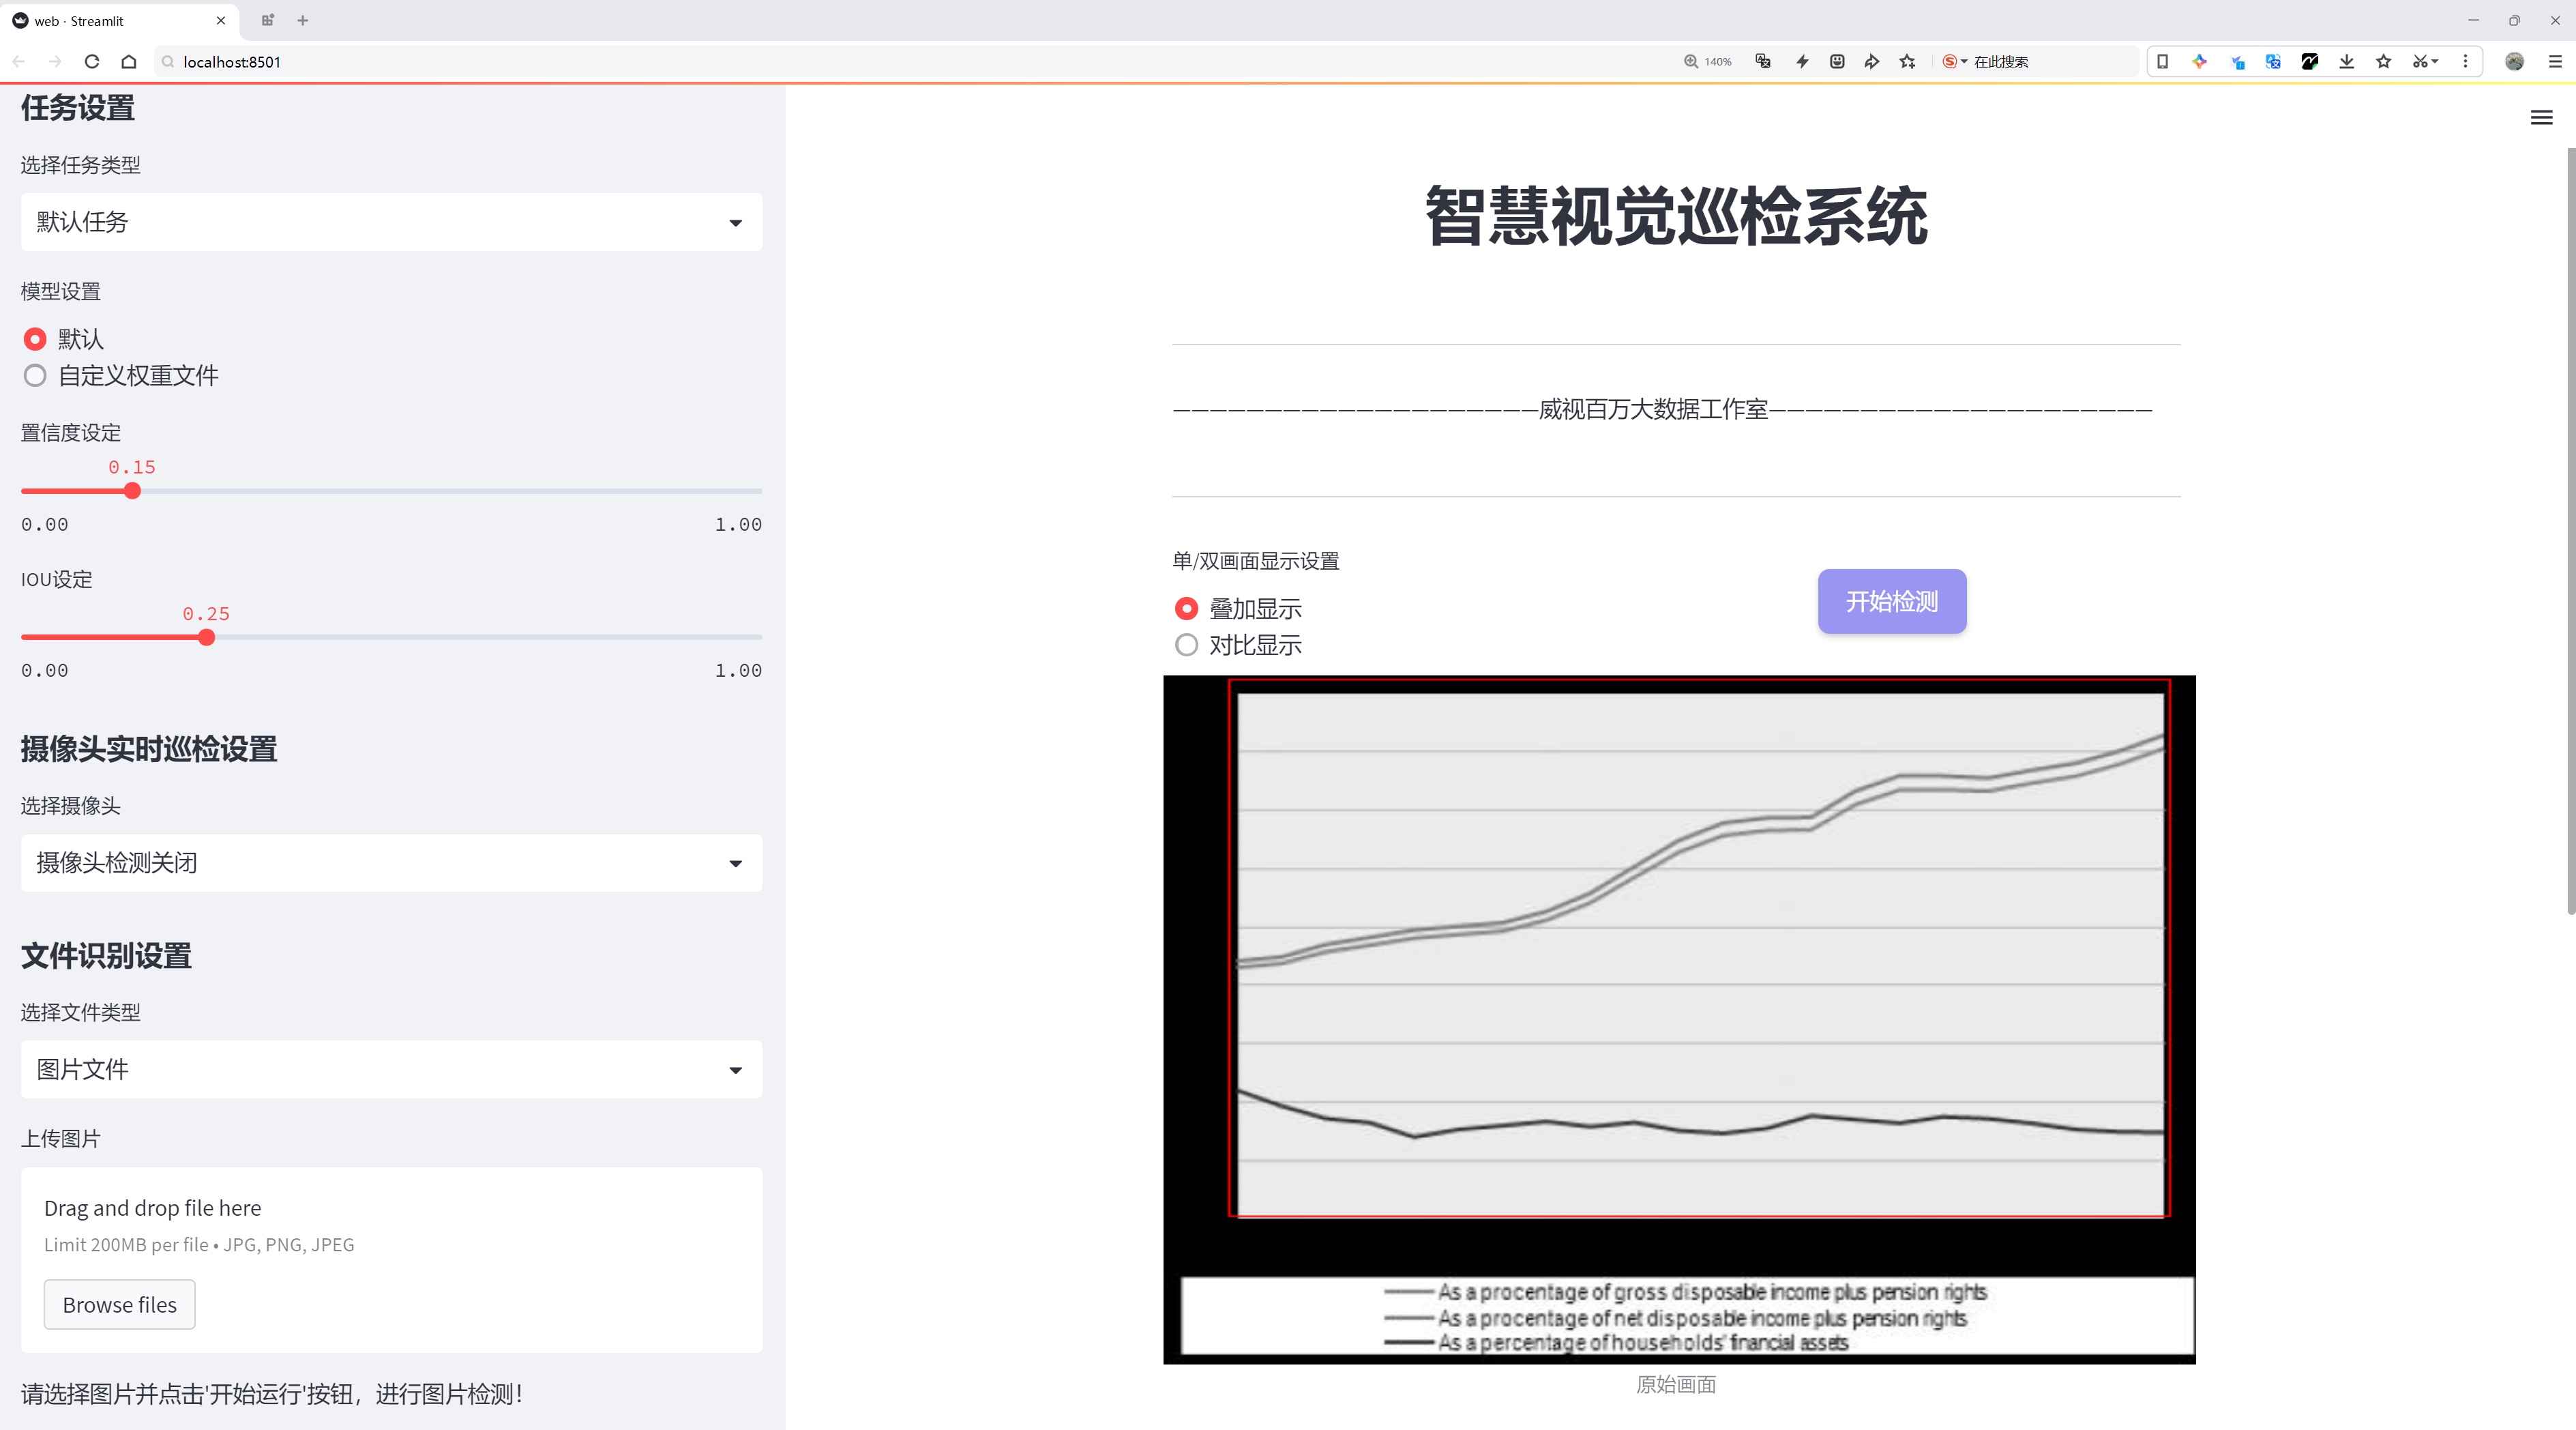 web · Streamlit
localhost:8501
140%
在此搜索
任务设置
选择任务类型
默认任务
模型设置
默认
自定义权重文件
置信度设定
0.15
0.00
1.00
IOU设定
0.25
0.00
1.00
摄像头实时巡检设置
选择摄像头
摄像头检测关闭
文件识别设置
选择文件类型
图片文件
上传图片
Drag and drop file here
Limit 200MB per file • JPG, PNG, JPEG
Browse files
请选择图片并点击'开始运行'按钮，进行图片检测！
智慧视觉巡检系统
————————————————————威视百万大数据工作室—————————————————————
单/双画面显示设置
叠加显示
对比显示
开始检测
As a procentage of gross disposable income plus pension rights
As a procentage of net disposable income plus pension rights
As a percentage of households' financial assets
原始画面